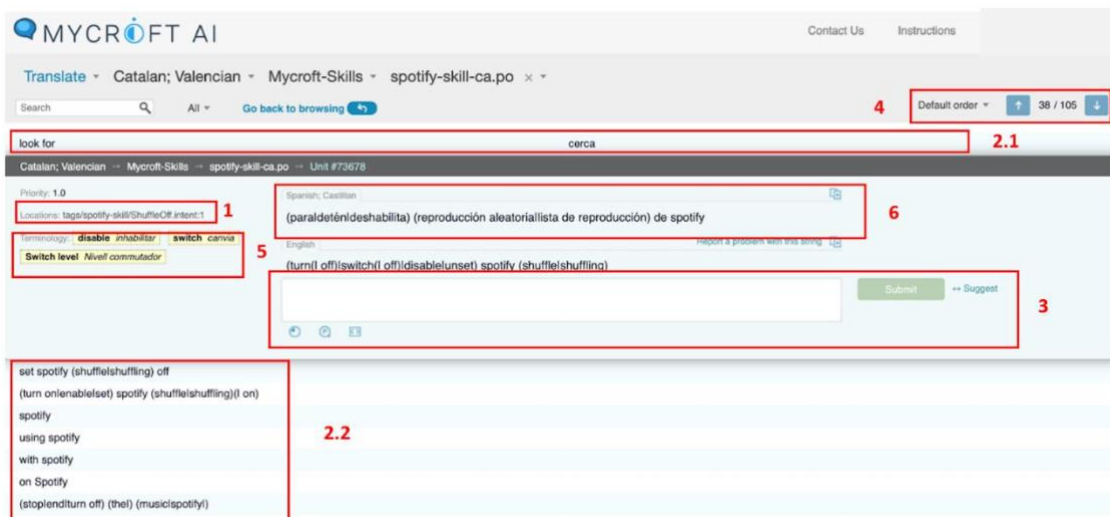 MYCROFT AI
Contact Us Instructions
Translate Catalan; Valencian Mycroft-Skills spotify-skill-ca.po ×
Search All Go back to browsing
4 Default order 38 / 105
look for cerca 2.1
Catalan; Valencian → Mycroft-Skills → spotify-skill-ca.po → Unit #73678
Priority: 1.0
Locations: tags/spotify-skill/ShuffleOff.intent:1 1
Terminology: disable inhabilitar switch canvia
Switch level Nivell commutador 5
Spanish; Castilian
(para|detén|deshabilita) (reproducción aleatoria|lista de reproducción) de spotify 6
English Report a problem with this string
(turn(| off)|switch(| off)|disable|unset) spotify (shuffle|shuffling)
Submit Suggest
3
set spotify (shuffle|shuffling) off
(turn on|enable|set) spotify (shuffle|shuffling)(| on)
spotify
using spotify 2.2
with spotify
on Spotify
(stop|end|turn off) (the|) (music|spotify|)